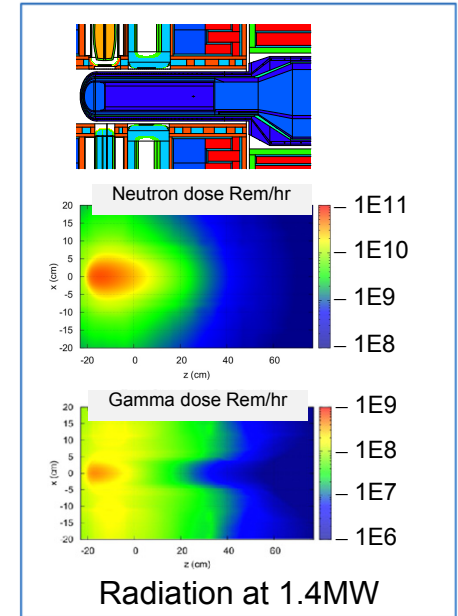 Neutron dose Rem/hr
20
15
10
5
0
-5
-10
-15
-20
x (cm)
-20
0
20
40
60
z (cm)
1E11
1E10
1E9
1E8
Gamma dose Rem/hr
20
15
10
5
0
-5
-10
-15
-20
x (cm)
-20
0
20
40
60
z (cm)
1E9
1E8
1E7
1E6
Radiation at 1.4MW